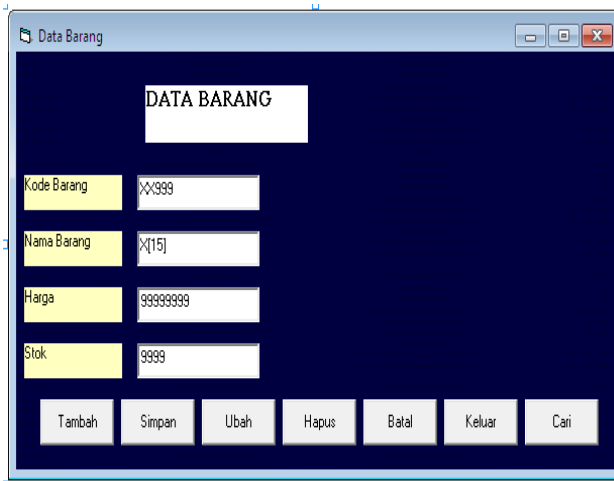 Data Barang
DATA BARANG
Kode Barang XX999
Nama Barang X[15]
Harga 99999999
Stok 9999
Tambah Simpan Ubah Hapus Batal Keluar Cari